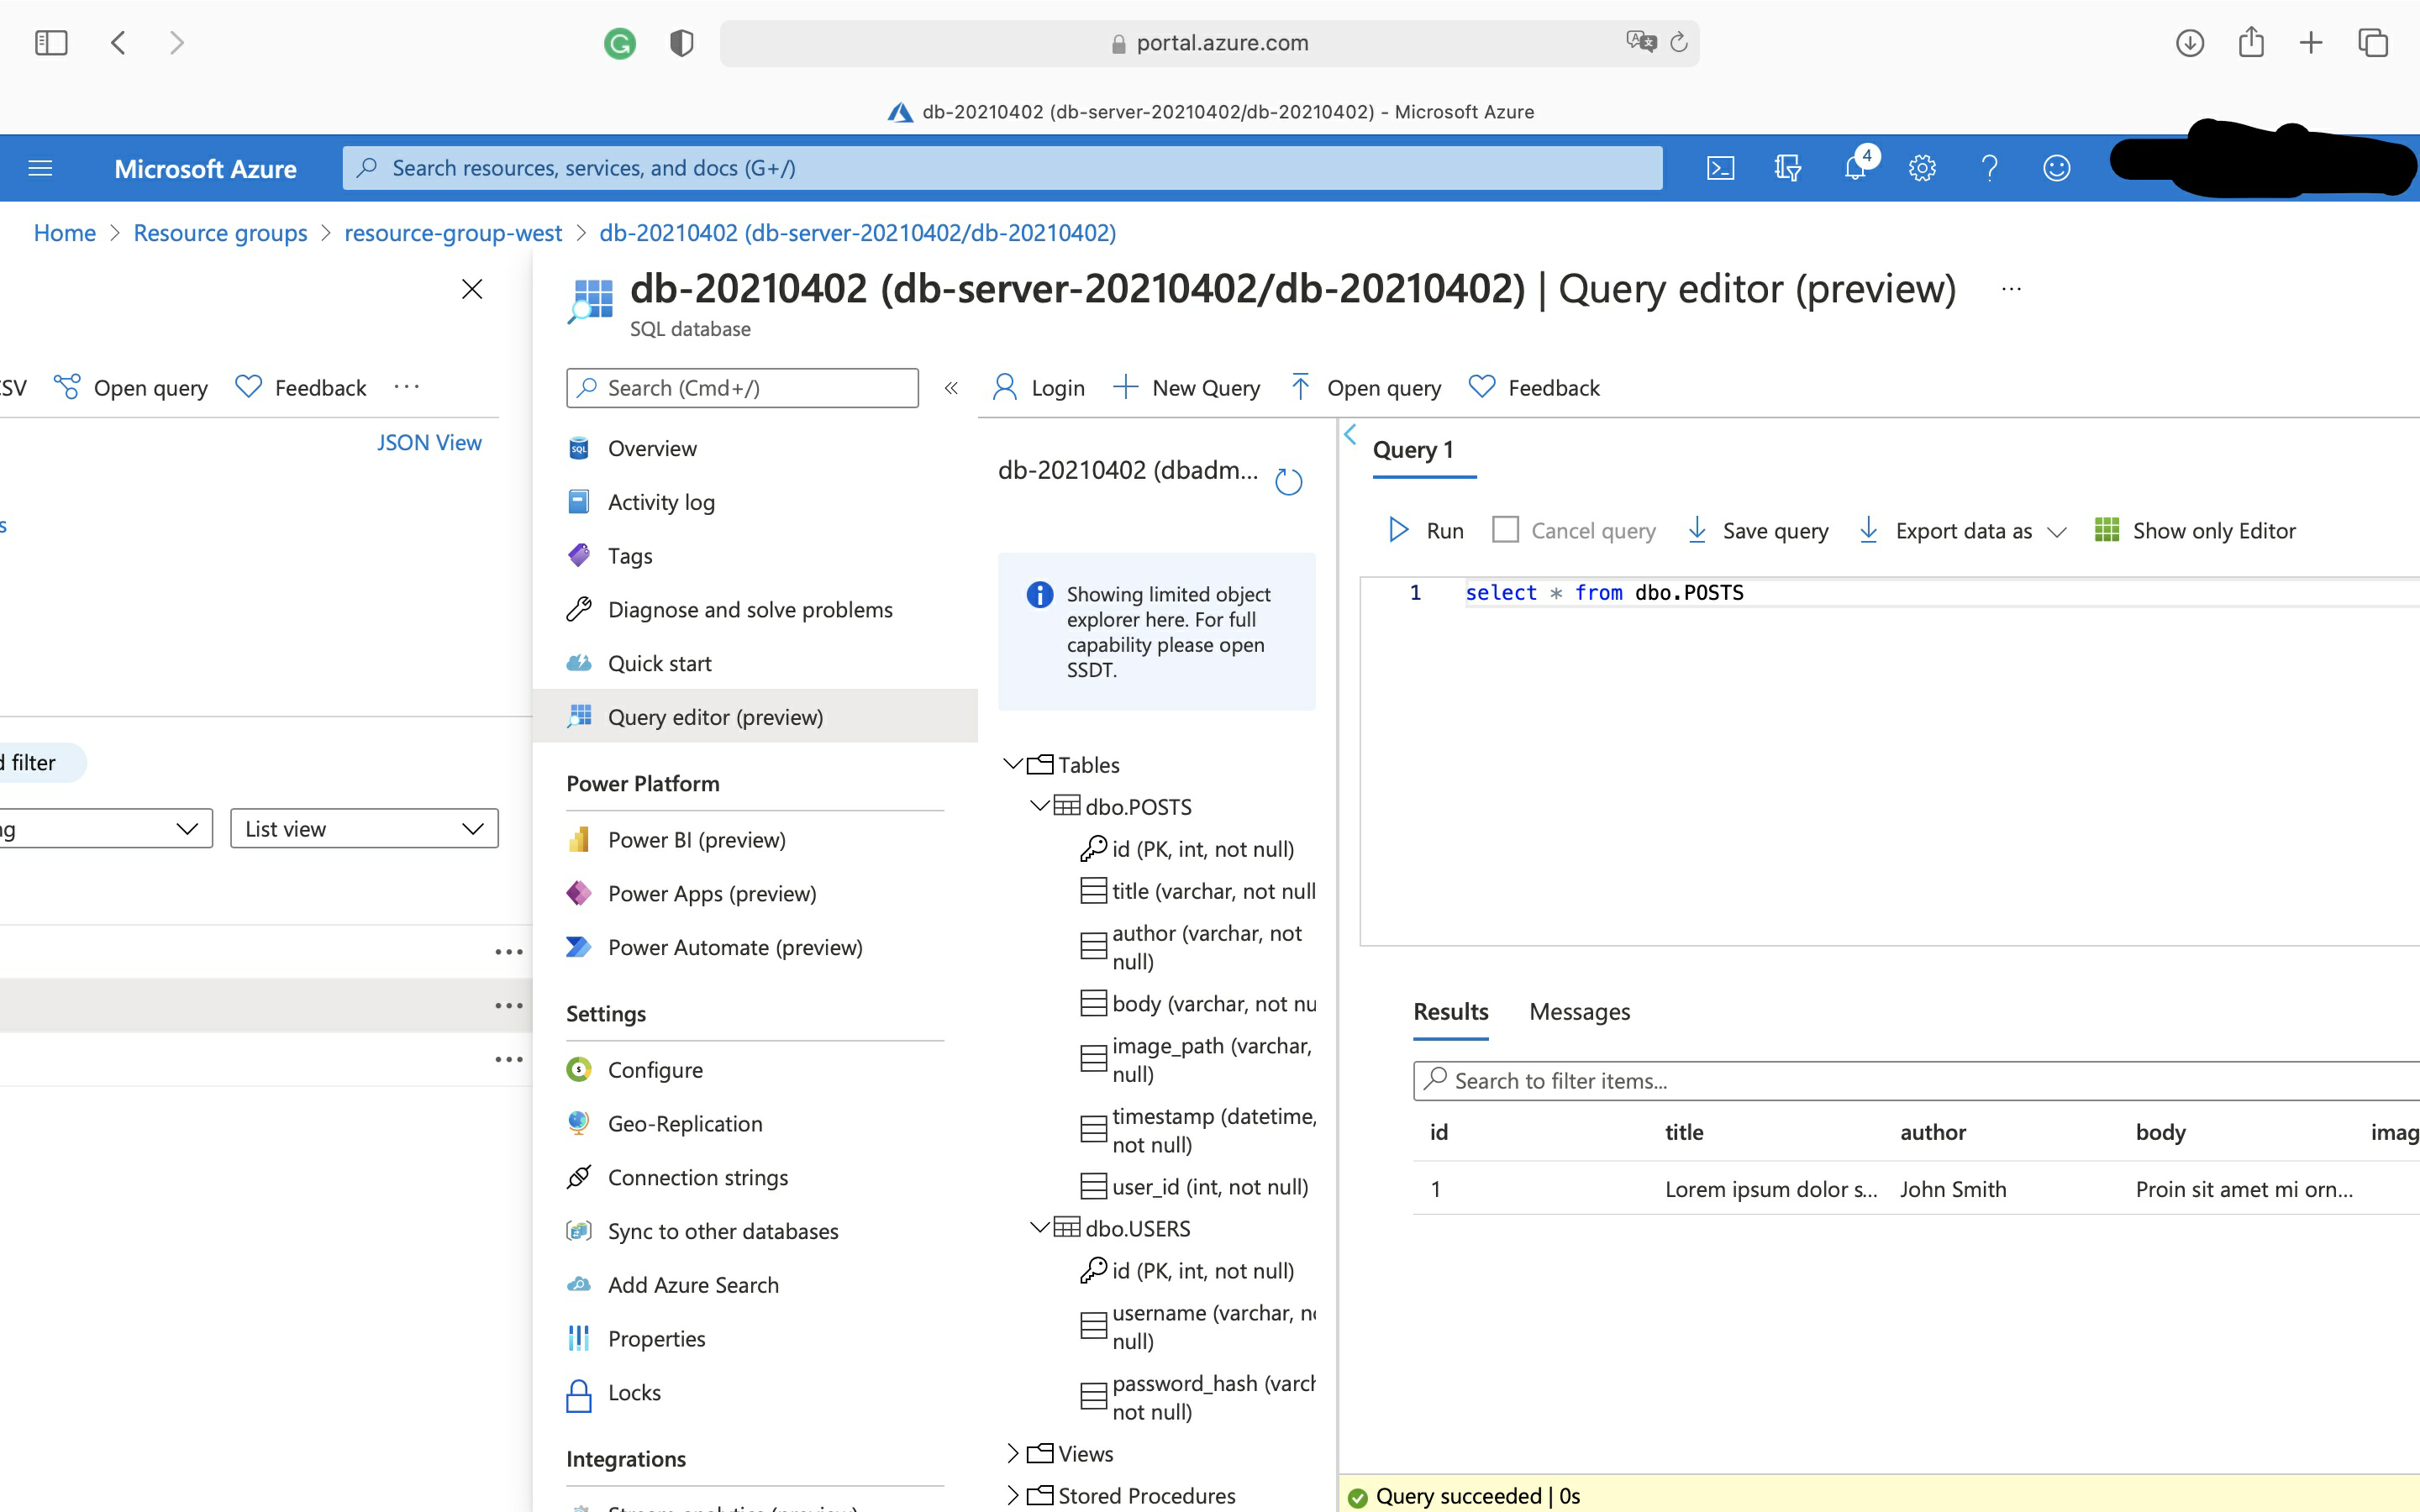 portal.azure.com
db-20210402 (db-server-20210402/db-20210402) - Microsoft Azure
Microsoft Azure
Search resources, services, and docs (G+/)
4
Home > Resource groups > resource-group-west > db-20210402 (db-server-20210402/db-20210402)
db-20210402 (db-server-20210402/db-20210402) | Query editor (preview) ...
SQL database
SV
Open query
Feedback
...
JSON View
s
d filter
ng
List view
Search (Cmd+/)
«
Overview
Activity log
Tags
Diagnose and solve problems
Quick start
Query editor (preview)
Power Platform
Power BI (preview)
Power Apps (preview)
Power Automate (preview)
Settings
Configure
Geo-Replication
Connection strings
Sync to other databases
Add Azure Search
Properties
Locks
Integrations
Login
New Query
Open query
Feedback
db-20210402 (dbadm...
Showing limited object
explorer here. For full
capability please open
SSDT.
Tables
dbo.POSTS
id (PK, int, not null)
title (varchar, not null
author (varchar, not
null)
body (varchar, not nu
image_path (varchar,
null)
timestamp (datetime,
not null)
user_id (int, not null)
dbo.USERS
id (PK, int, not null)
username (varchar, no
null)
password_hash (varch
not null)
Views
Stored Procedures
Query 1
Run
Cancel query
Save query
Export data as
Show only Editor
1 select * from dbo.POSTS
Results
Messages
Search to filter items...
id title author body imag
1 Lorem ipsum dolor s... John Smith Proin sit amet mi orn...
Query succeeded | 0s